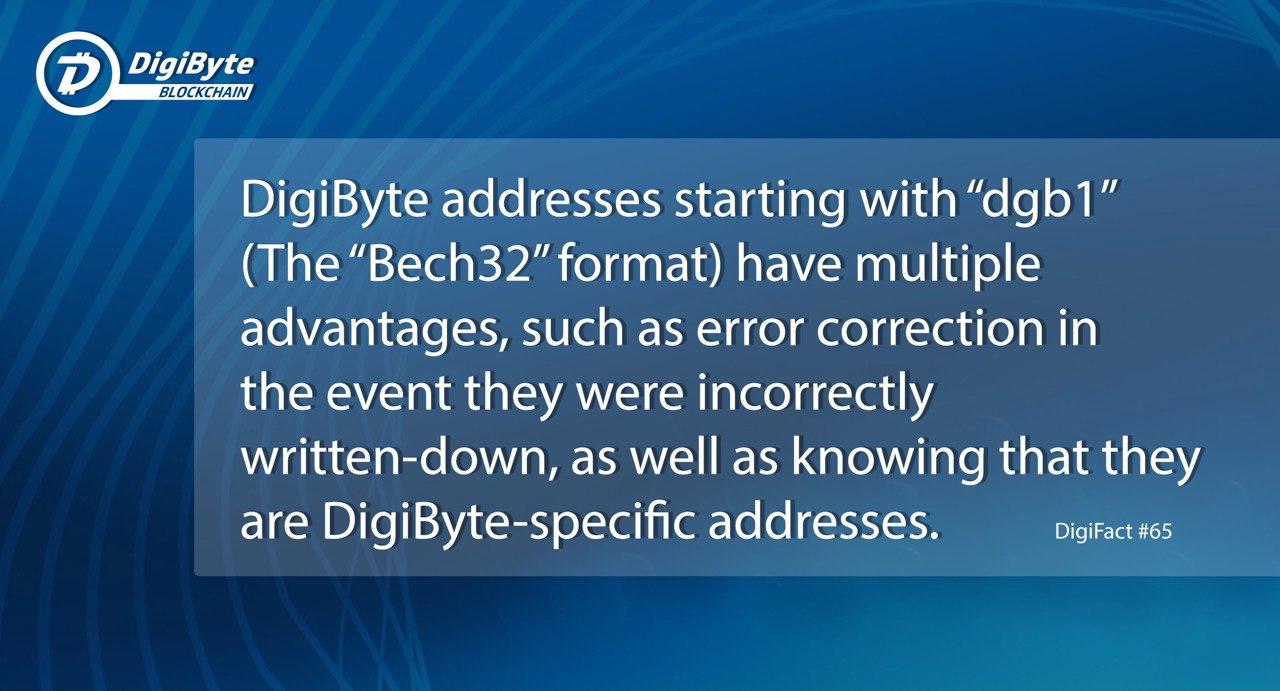 DigiByte
BLOCKCHAIN
DigiByte addresses starting with “dgb1”
(The “Bech32” format) have multiple
advantages, such as error correction in
the event they were incorrectly
written-down, as well as knowing that they
are DigiByte-specific addresses.
DigiFact #65